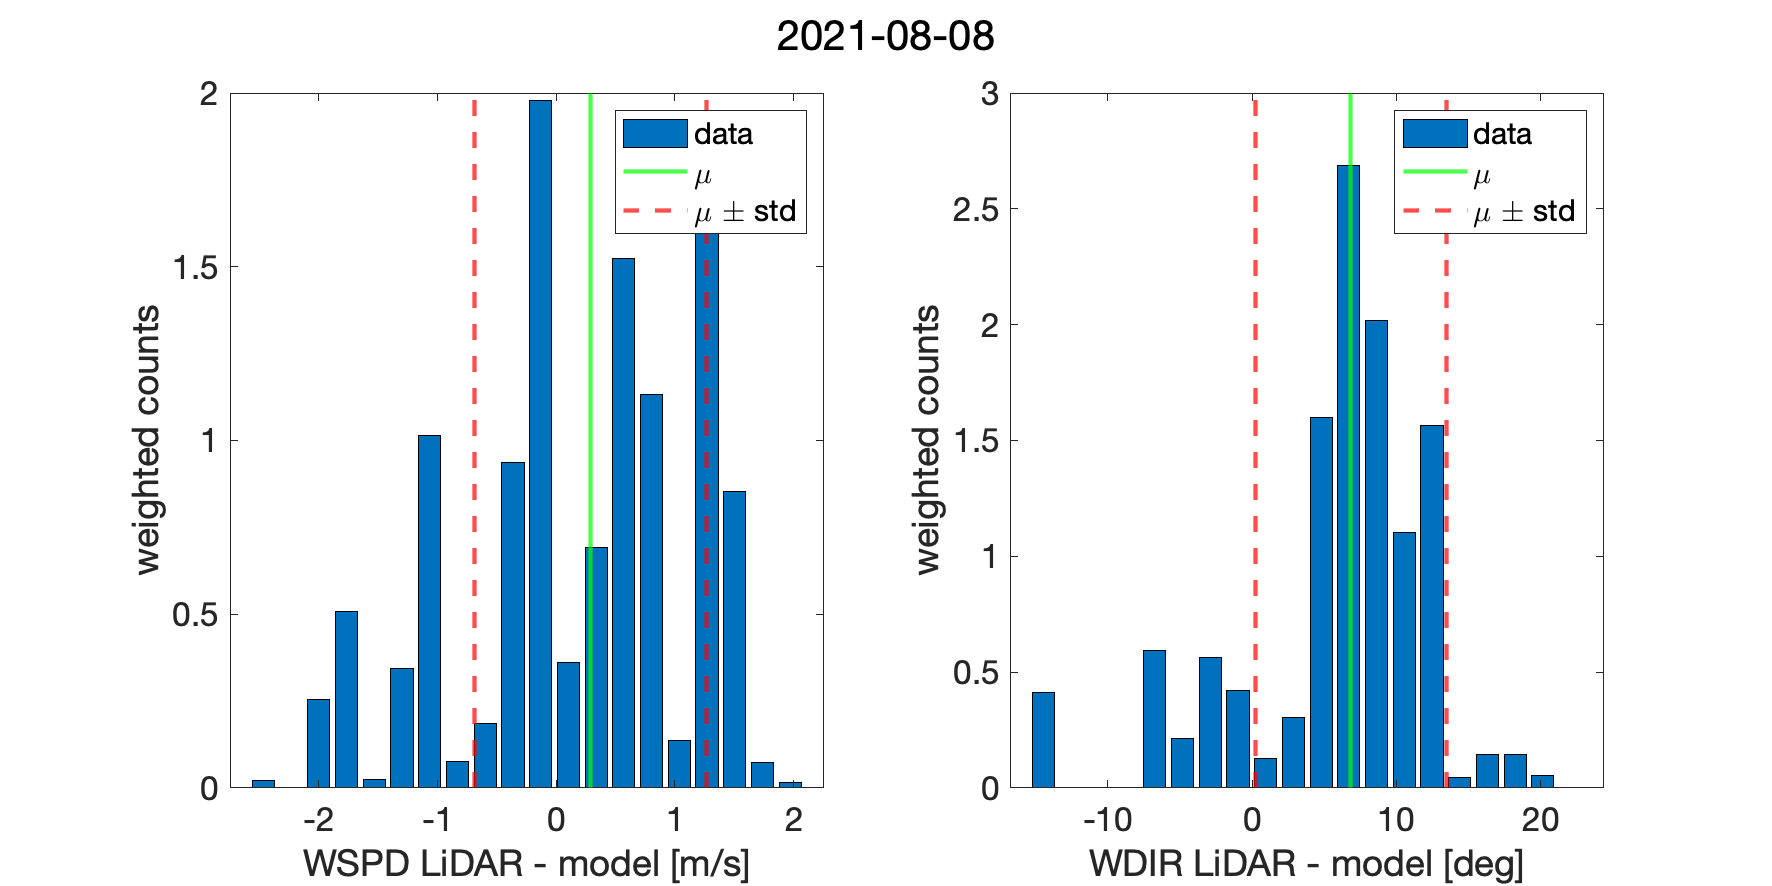 2021-08-08
2
1.5
1
0.5
0
-2 -1 0 1 2
weighted counts
WSPD LiDAR - model [m/s]
data
μ
μ ± std
3
2.5
2
1.5
1
0.5
0
-10 0 10 20
weighted counts
WDIR LiDAR - model [deg]
data
μ
μ ± std